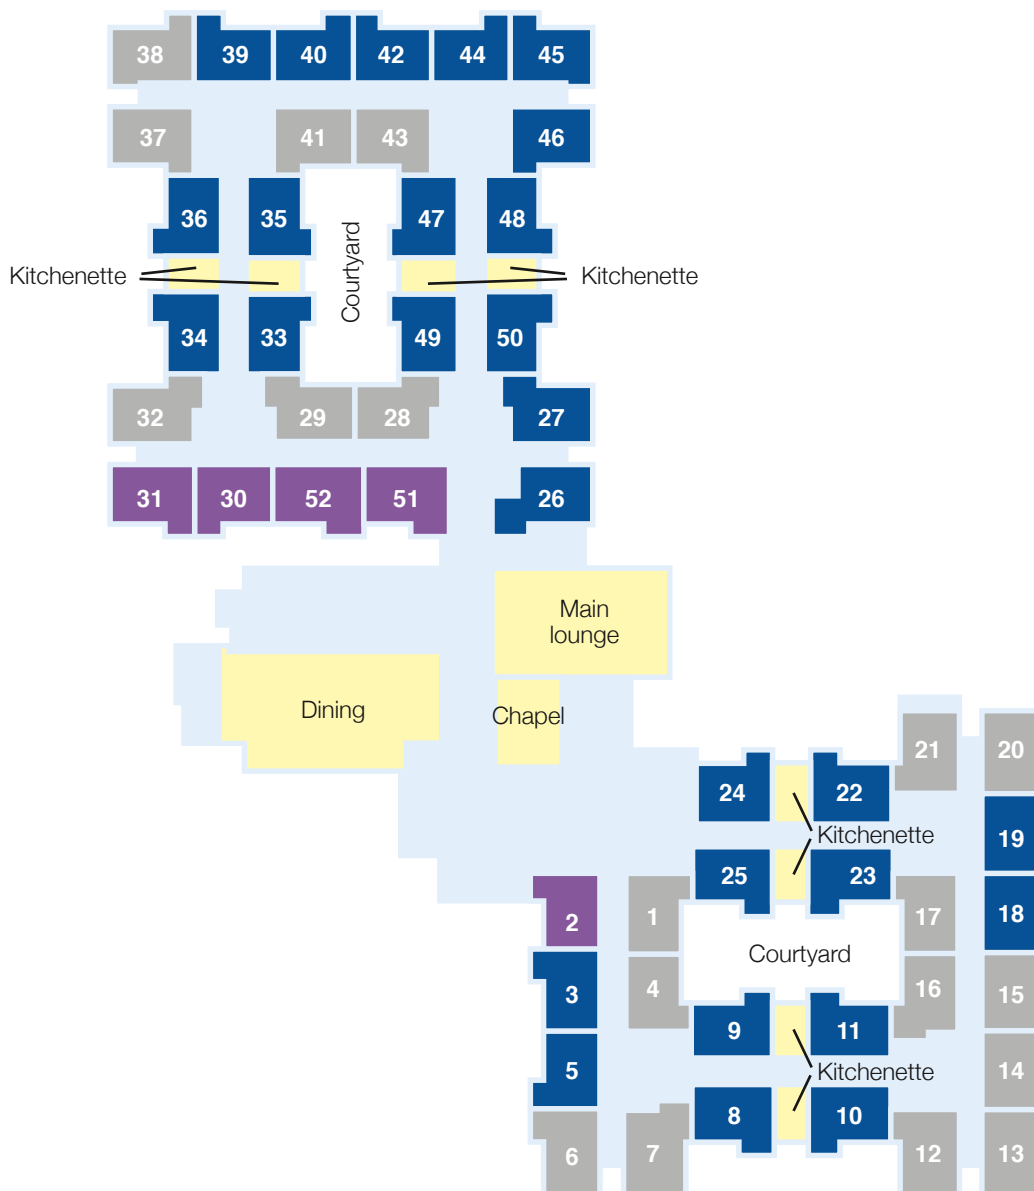 38 39 40 42 44 45
37 41 43 46
36 35 47 48
Courtyard
Kitchenette
Kitchenette
34 33 49 50
32 29 28 27
31 30 52 51 26
Main
lounge
Dining
Chapel
21 20
24 22
Kitchenette
19
25 23
2 1 17 18
Courtyard
3 4 16 15
9 11
5
Kitchenette
14
8 10
6 7 12 13